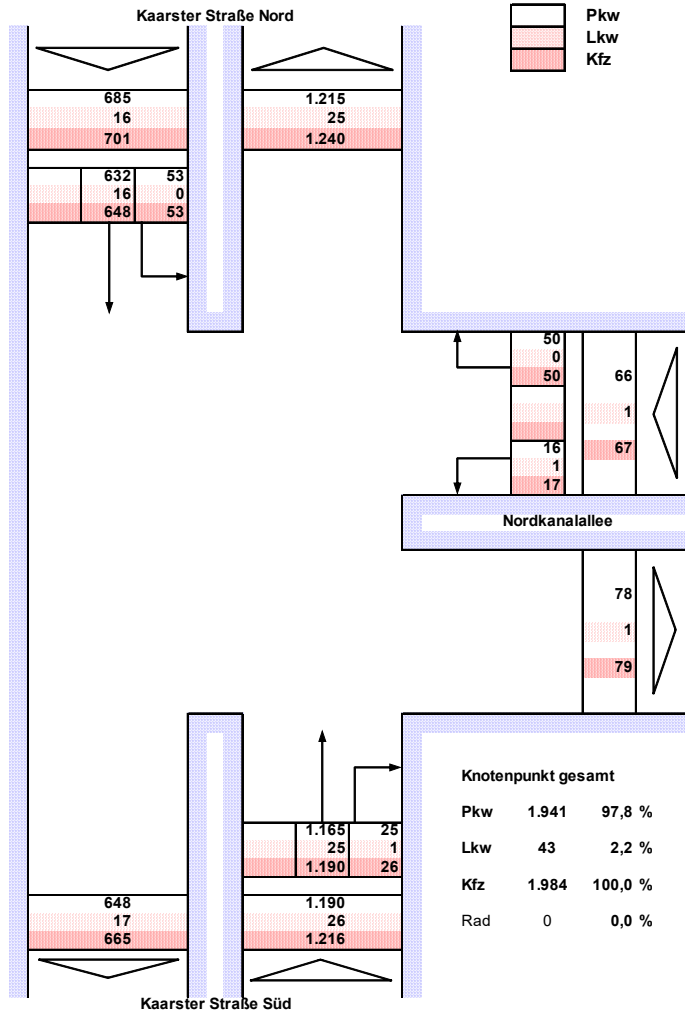 Kaarster Straße Nord
Pkw
Lkw
Kfz
685 1.215
16 25
701 1.240
632 53
16 0
648 53
50
0
50
66
1
67
16
1
17
Nordkanalallee
78
1
79
Knotenpunkt gesamt
Pkw 1.941 97,8 %
Lkw 43 2,2 %
Kfz 1.984 100,0 %
Rad 0 0,0 %
1.165 25
25 1
1.190 26
648 1.190
17 26
665 1.216
Kaarster Straße Süd